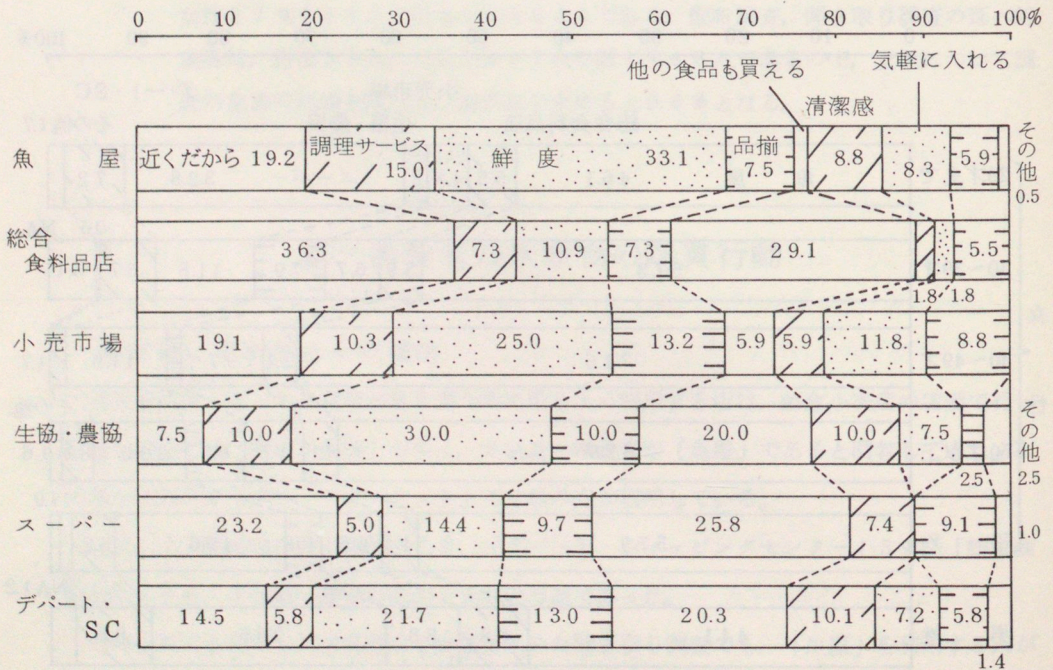 0 10 20 30 40 50 60 70 80 90 100%
他の食品も買える 気軽に入れる
清潔感
魚屋 近くだから 19.2 調理サービス 15.0 鮮度 33.1 品揃 7.5 8.8 8.3 5.9 その他 0.5
総合食料品店 36.3 7.3 10.9 7.3 29.1 5.5
1.8 1.8
小売市場 19.1 10.3 25.0 13.2 5.9 5.9 11.8 8.8
生協・農協 7.5 10.0 30.0 10.0 20.0 10.0 7.5 その他 2.5
2.5
スーパー 23.2 5.0 14.4 9.7 25.8 7.4 9.1 1.0
デパート、SC 14.5 5.8 21.7 13.0 20.3 10.1 7.2 5.8
1.4